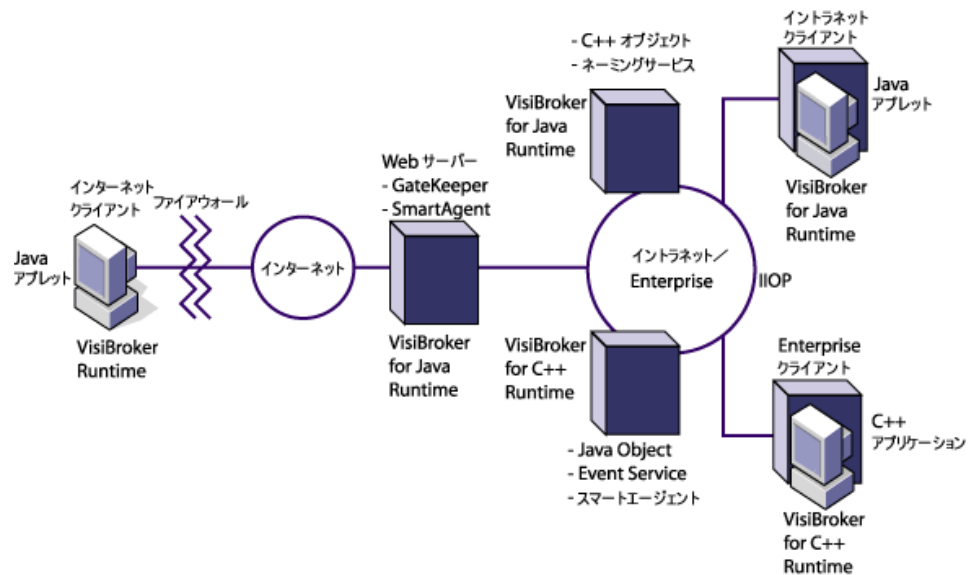 インターネット
クライアント
Java
アプレット
VisiBroker
Runtime
ファイアウォール
インターネット
Web サーバー
- GateKeeper
- SmartAgent
VisiBroker
for Java
Runtime
- C++ オブジェクト
- ネーミングサービス
VisiBroker
for Java
Runtime
イントラネット／
Enterprise
IIOP
VisiBroker
for C++
Runtime
- Java Object
- Event Service
- スマートエージェント
イントラネット
クライアント
Java
アプレット
VisiBroker
for Java
Runtime
Enterprise
クライアント
C++
アプリケーション
VisiBroker
for C++
Runtime